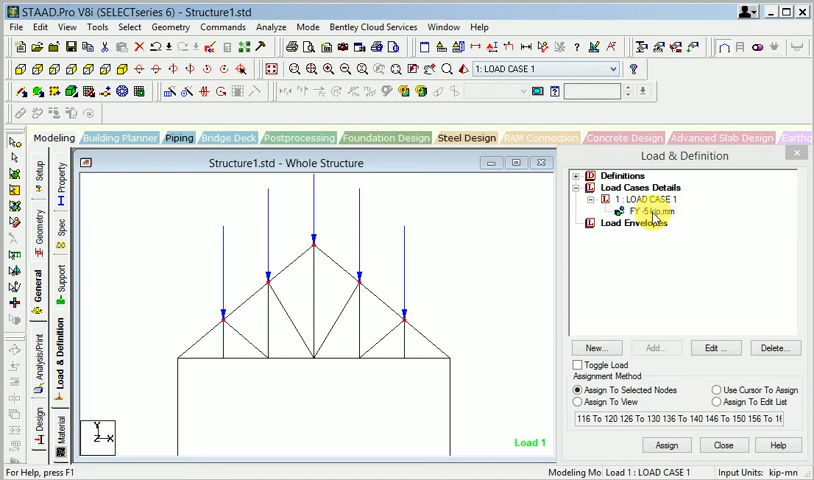 STAAD.Pro V8i (SELECTseries 6) - Structure1.std
File Edit View Tools Select Geometry Commands Analyze Mode Bentley Cloud Services Window Help
1: LOAD CASE 1
Modeling Building Planner Piping Bridge Deck Postprocessing Foundation Design Steel Design RAM Connection Concrete Design Advanced Slab Design Earthq
Setup
Geometry
General
Analysis/Print
Design
Property
Spec
Support
Load & Definition
Material
Structure1.std - Whole Structure
Y
Z X
Load 1
Load & Definition
Definitions
Load Cases Details
1 : LOAD CASE 1
FY -5 kip,mm
Load Envelopes
New... Add... Edit ... Delete...
Toggle Load
Assignment Method
Assign To Selected Nodes Use Cursor To Assign
Assign To View Assign To Edit List
116 To 120 126 To 130 136 To 140 146 To 150 156 To 16
Assign Close Help
For Help, press F1 Modeling Mo Load 1 : LOAD CASE 1 Input Units: kip-mn